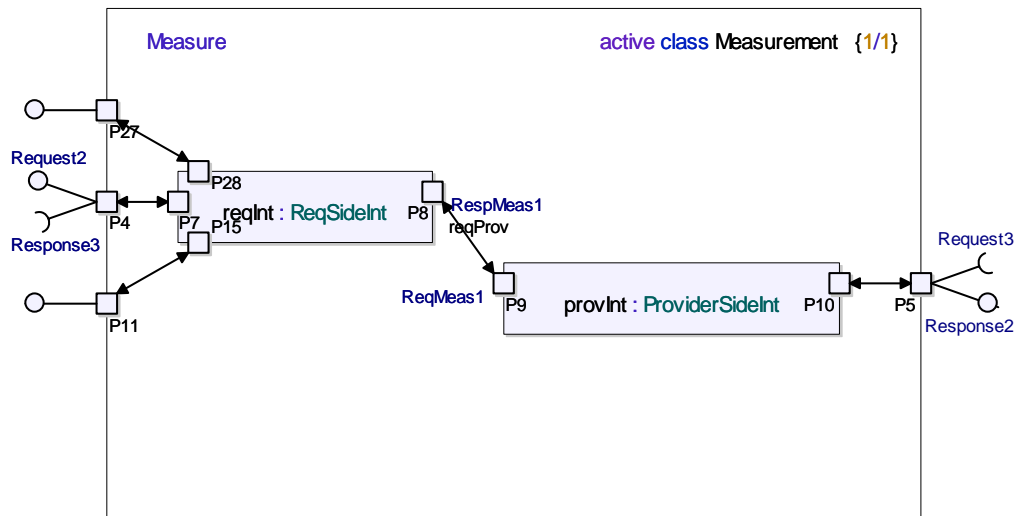 Measure
active class Measurement {1/1}
P27
Request2
P28
P4
P7
reqInt : ReqSideInt
P8
RespMeas1
P15
reqProv
Response3
Request3
ReqMeas1
P9
provInt : ProviderSideInt
P10
P5
P11
Response2